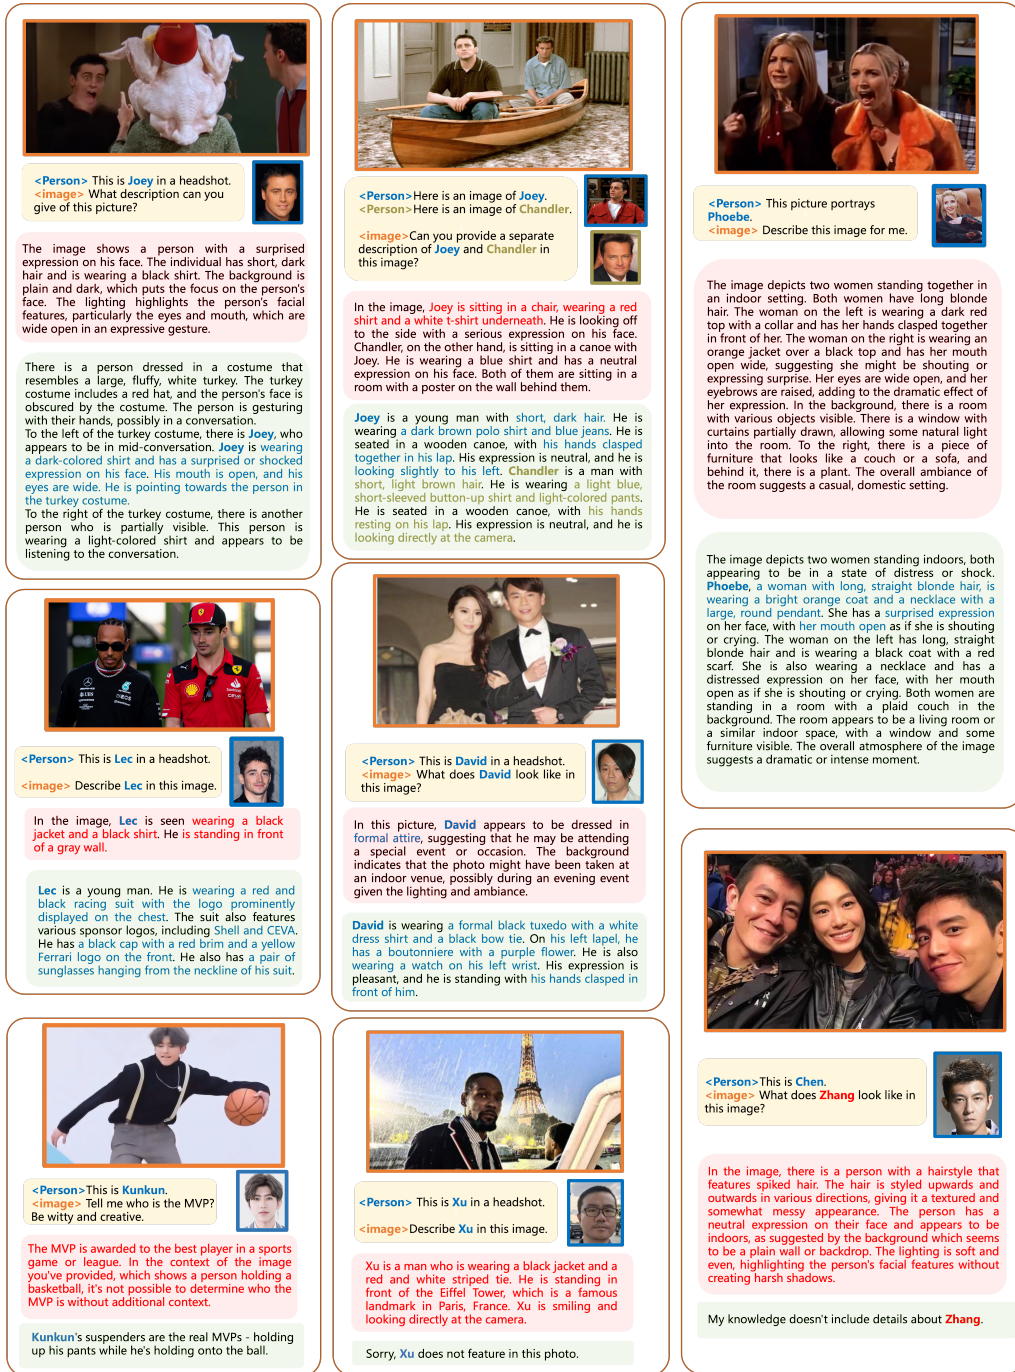 <Person> This is Joey in a headshot.
<image> What description can you
give of this picture?
The image shows a person with a surprised
expression on his face. The individual has short, dark
hair and is wearing a black shirt. The background is
plain and dark, which puts the focus on the person's
face. The lighting highlights the person's facial
features, particularly the eyes and mouth, which are
wide open in an expressive gesture.
There is a person dressed in a costume that
resembles a large, fluffy, white turkey. The turkey
costume includes a red hat, and the person's face is
obscured by the costume. The person is gesturing
with their hands, possibly in a conversation.
To the left of the turkey costume, there is Joey, who
appears to be in mid-conversation. Joey is wearing
a dark-colored shirt and has a surprised or shocked
expression on his face. His mouth is open, and his
eyes are wide. He is pointing towards the person in
the turkey costume.
To the right of the turkey costume, there is another
person who is partially visible. This person is
wearing a light-colored shirt and appears to be
listening to the conversation.
<Person>Here is an image of Joey.
<Person>Here is an image of Chandler.
<image>Can you provide a separate
description of Joey and Chandler in
this image?
In the image, Joey is sitting in a chair, wearing a red
shirt and a white t-shirt underneath. He is looking off
to the side with a serious expression on his face.
Chandler, on the other hand, is sitting in a canoe with
Joey. He is wearing a blue shirt and has a neutral
expression on his face. Both of them are sitting in a
room with a poster on the wall behind them.
Joey is a young man with short, dark hair. He is
wearing a dark brown polo shirt and blue jeans. He is
seated in a wooden canoe, with his hands clasped
together in his lap. His expression is neutral, and he is
looking slightly to his left. Chandler is a man with
short, light brown hair. He is wearing a light blue,
short-sleeved button-up shirt and light-colored pants.
He is seated in a wooden canoe, with his hands
resting on his lap. His expression is neutral, and he is
looking directly at the camera.
<Person> This picture portrays
Phoebe.
<image> Describe this image for me.
The image depicts two women standing together in
an indoor setting. Both women have long blonde
hair. The woman on the left is wearing a dark red
top with a collar and has her hands clasped together
in front of her. The woman on the right is wearing an
orange jacket over a black top and has her mouth
open wide, suggesting she might be shouting or
expressing surprise. Her eyes are wide open, and her
eyebrows are raised, adding to the dramatic effect of
her expression. In the background, there is a room
with various objects visible. There is a window with
curtains partially drawn, allowing some natural light
into the room. To the right, there is a piece of
furniture that looks like a couch or a sofa, and
behind it, there is a plant. The overall ambiance of
the room suggests a casual, domestic setting.
The image depicts two women standing indoors, both
appearing to be in a state of distress or shock.
Phoebe, a woman with long, straight blonde hair, is
wearing a bright orange coat and a necklace with a
large, round pendant. She has a surprised expression
on her face, with her mouth open as if she is shouting
or crying. The woman on the left has long, straight
blonde hair and is wearing a black coat with a red
scarf. She is also wearing a necklace and has a
distressed expression on her face, with her mouth
open as if she is shouting or crying. Both women are
standing in a room with a plaid couch in the
background. The room appears to be a living room or
a similar indoor space, with a window and some
furniture visible. The overall atmosphere of the image
suggests a dramatic or intense moment.
<Person> This is Lec in a headshot.
<image> Describe Lec in this image.
In the image, Lec is seen wearing a black
jacket and a black shirt. He is standing in front
of a gray wall.
Lec is a young man. He is wearing a red and
black racing suit with the logo prominently
displayed on the chest. The suit also features
various sponsor logos, including Shell and CEVA.
He has a black cap with a red brim and a yellow
Ferrari logo on the front. He also has a pair of
sunglasses hanging from the neckline of his suit.
<Person> This is David in a headshot.
<image> What does David look like in
this image?
In this picture, David appears to be dressed in
formal attire, suggesting that he may be attending
a special event or occasion. The background
indicates that the photo might have been taken at
an indoor venue, possibly during an evening event
given the lighting and ambiance.
David is wearing a formal black tuxedo with a white
dress shirt and a black bow tie. On his left lapel, he
has a boutonniere with a purple flower. He is also
wearing a watch on his left wrist. His expression is
pleasant, and he is standing with his hands clasped in
front of him.
<Person>This is Chen.
<image> What does Zhang look like in
this image?
In the image, there is a person with a hairstyle that
features spiked hair. The hair is styled upwards and
outwards in various directions, giving it a textured and
somewhat messy appearance. The person has a
neutral expression on their face and appears to be
indoors, as suggested by the background which seems
to be a plain wall or backdrop. The lighting is soft and
even, highlighting the person's facial features without
creating harsh shadows.
My knowledge doesn't include details about Zhang.
<Person>This is Kunkun.
<image> Tell me who is the MVP?
Be witty and creative.
The MVP is awarded to the best player in a sports
game or league. In the context of the image
you've provided, which shows a person holding a
basketball, it's not possible to determine who the
MVP is without additional context.
Kunkun's suspenders are the real MVPs - holding
up his pants while he's holding onto the ball.
<Person> This is Xu in a headshot.
<image>Describe Xu in this image.
Xu is a man who is wearing a black jacket and a
red and white striped tie. He is standing in
front of the Eiffel Tower, which is a famous
landmark in Paris, France. Xu is smiling and
looking directly at the camera.
Sorry, Xu does not feature in this photo.